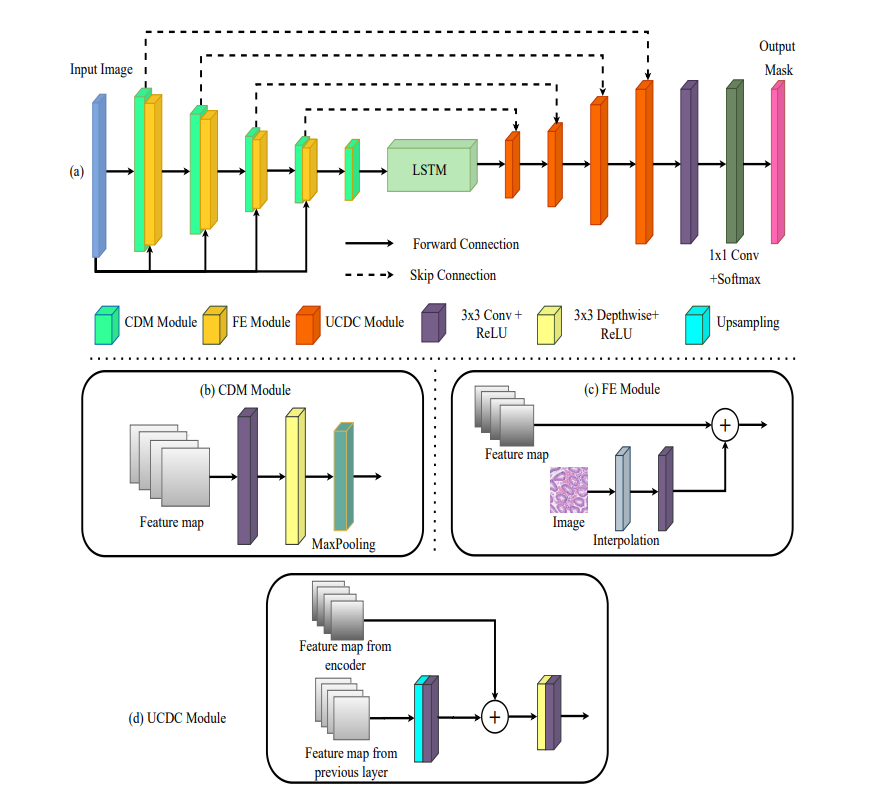 Input Image
Output
Mask
(a)
LSTM
Forward Connection
Skip Connection
1x1 Conv
+Softmax
CDM Module
FE Module
UCDC Module
3x3 Conv +
ReLU
3x3 Depthwise+
ReLU
Upsampling
(b) CDM Module
Feature map
MaxPooling
(c) FE Module
Feature map
+
Image
Interpolation
(d) UCDC Module
Feature map from
encoder
+
Feature map from
previous layer